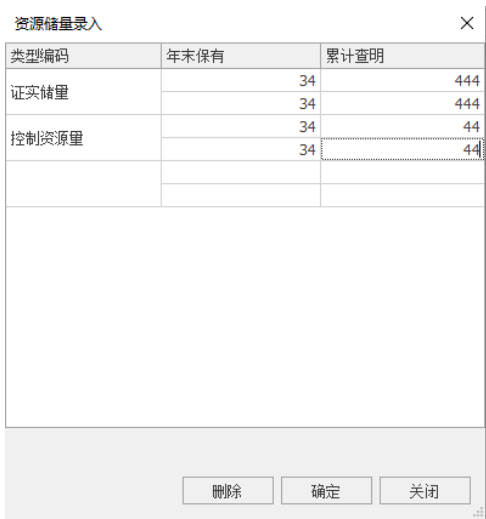 资源储量录入
类型编码 年末保有 累计查明
证实储量 34 444
34 444
控制资源量 34 44
34 44
删除 确定 关闭